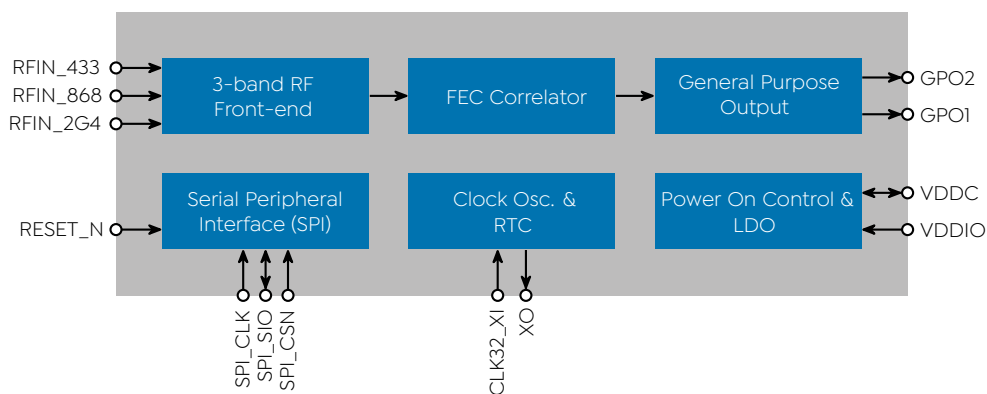 RFIN_433
RFIN_868
RFIN_2G4
3-band RF
Front-end
FEC Correlator
General Purpose
Output
GPO2
GPO1
RESET_N
Serial Peripheral
Interface (SPI)
Clock Osc. &
RTC
Power On Control &
LDO
VDDC
VDDIO
SPI_CLK
SPI_SIO
SPI_CSN
CLK32_XI
XO